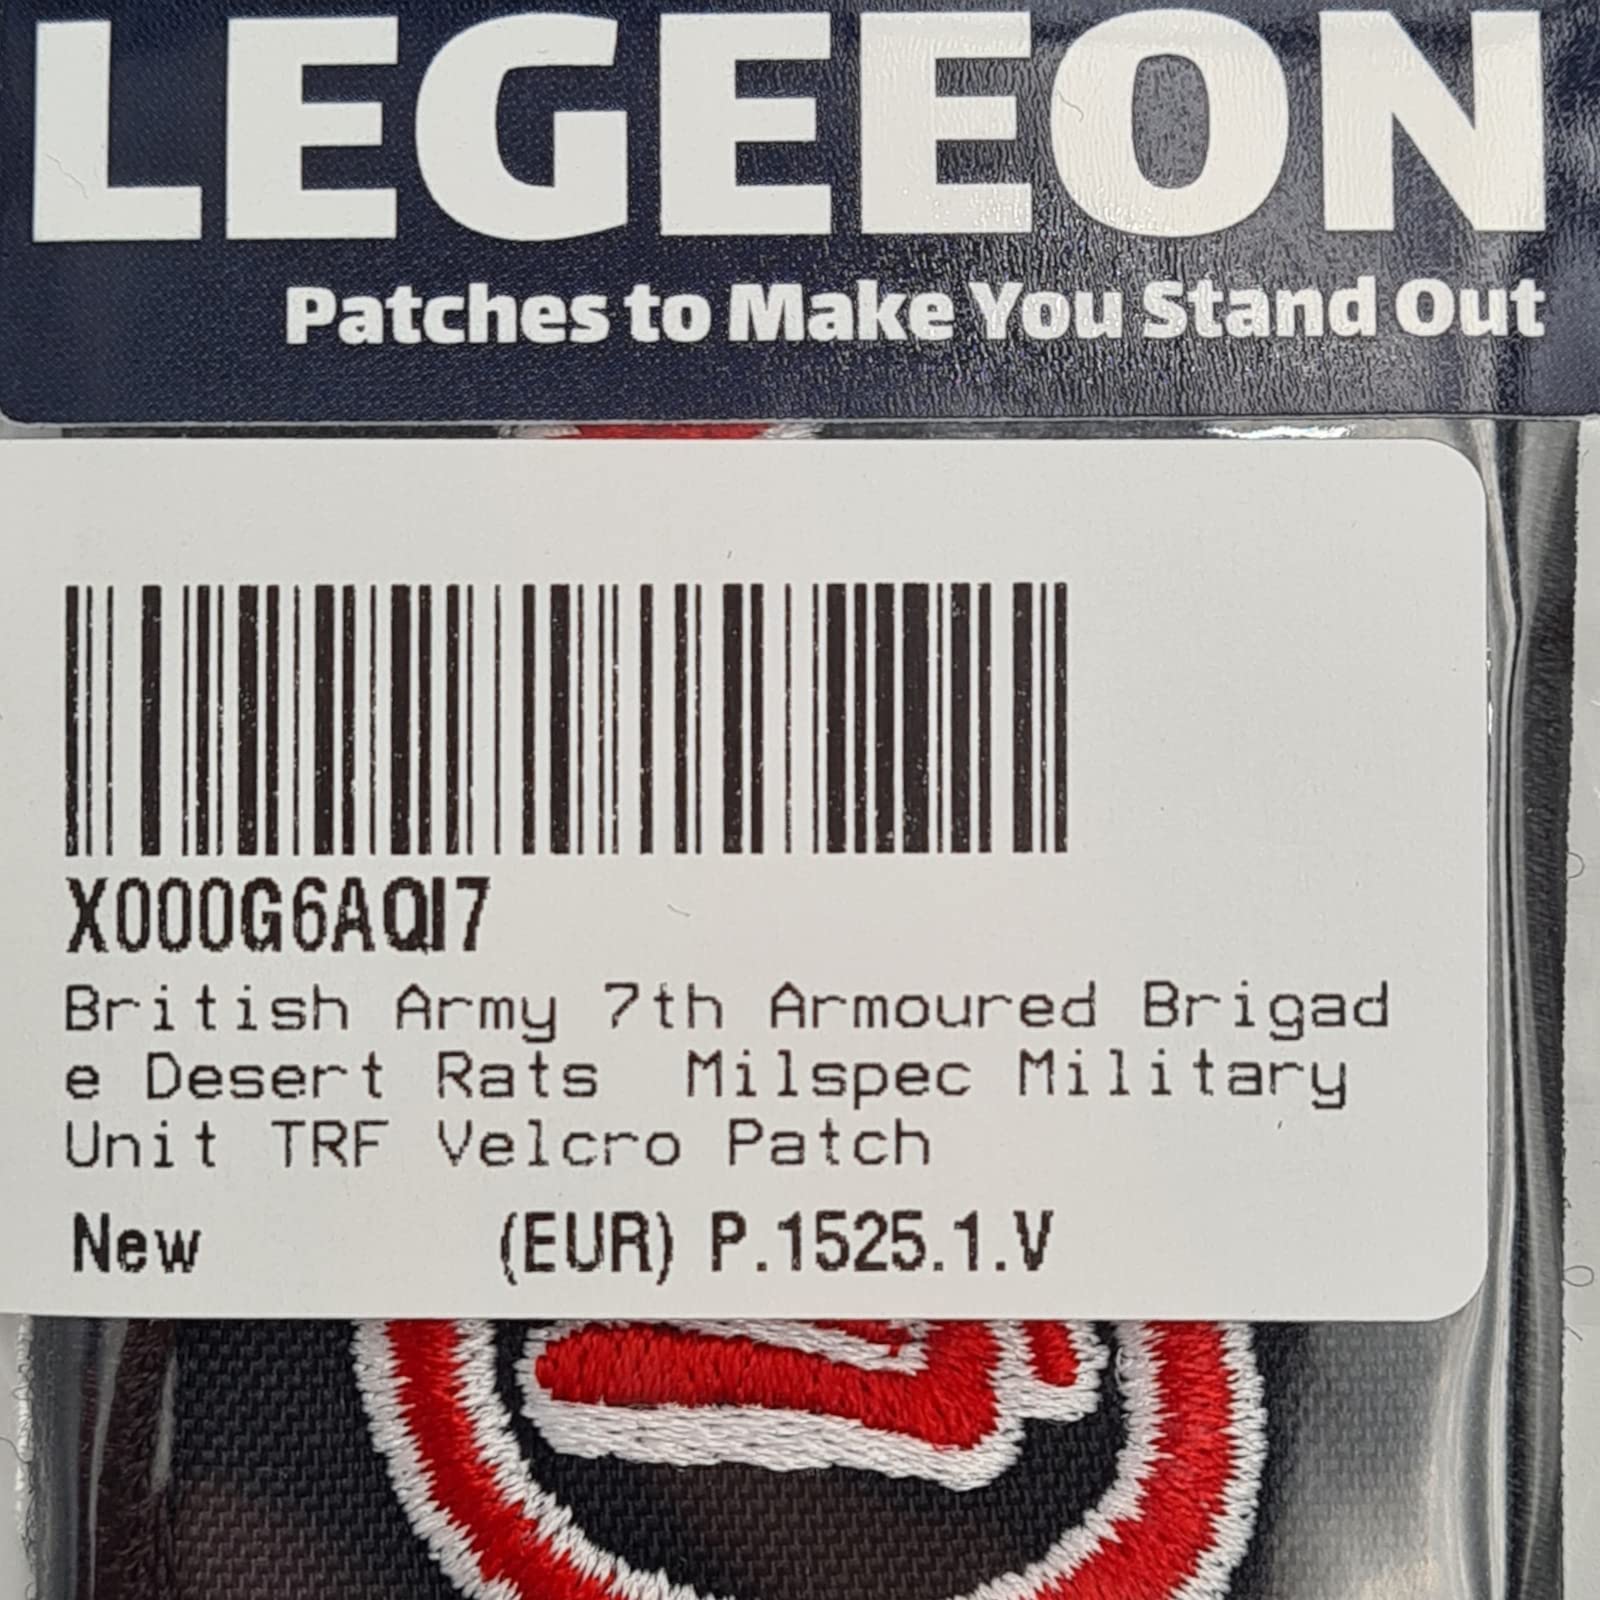 LEGEEON
Patches to Make You Stand Out
X000G6AQI7
British Army 7th Armoured Brigad
e Desert Rats  Milspec Military
Unit TRF Velcro Patch
New (EUR) P.1525.1.V